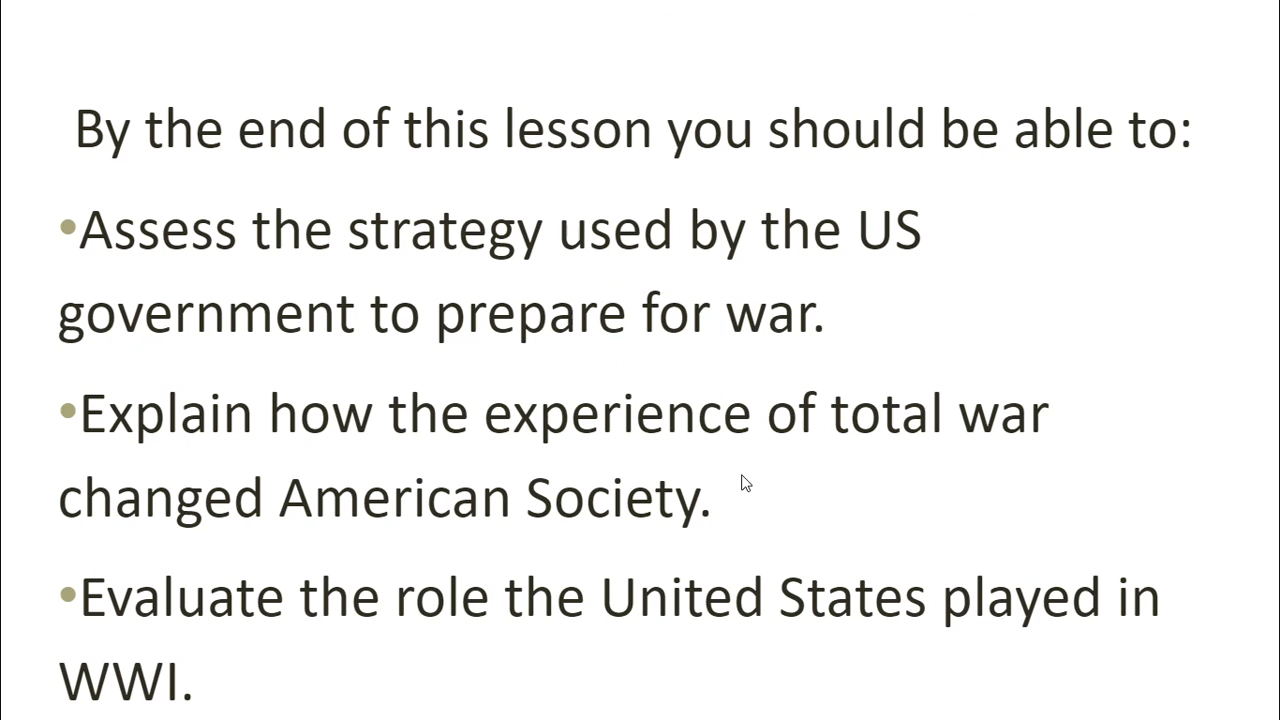 By the end of this lesson you should be able to:
•Assess the strategy used by the US
government to prepare for war.
•Explain how the experience of total war
changed American Society.
•Evaluate the role the United States played in
WWI.